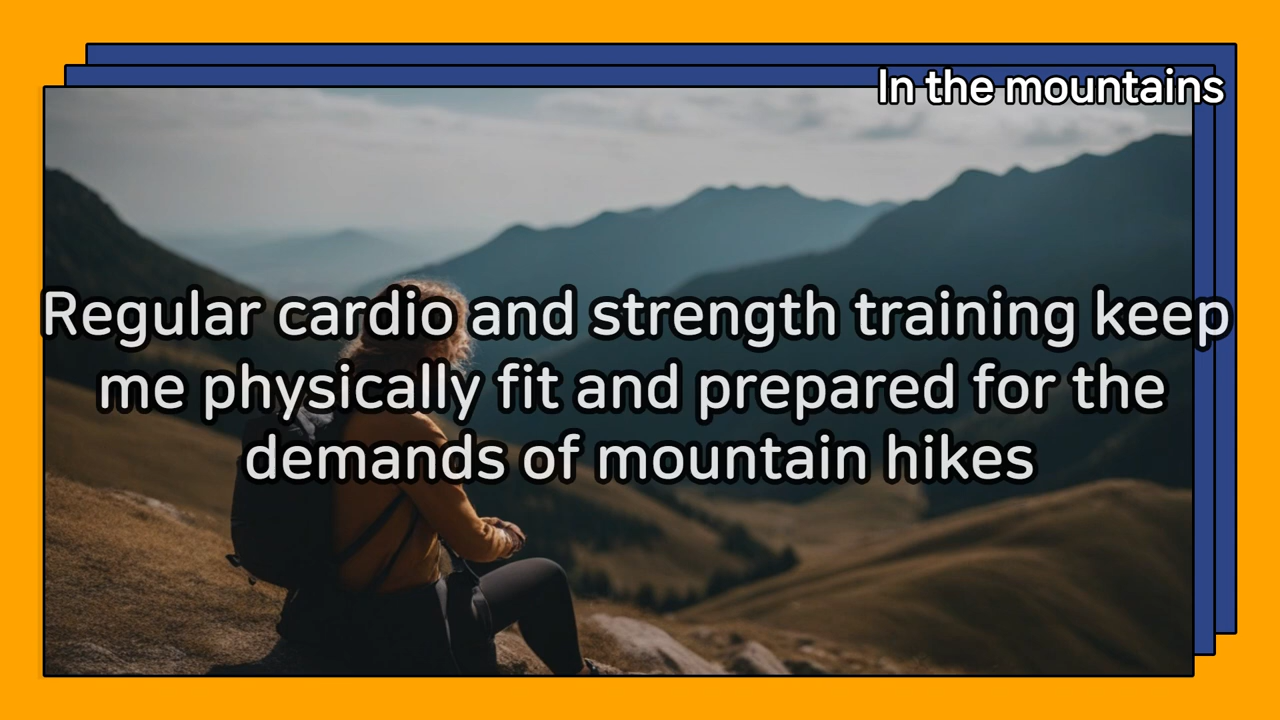 In the mountains
Regular cardio and strength training keep
me physically fit and prepared for the
demands of mountain hikes